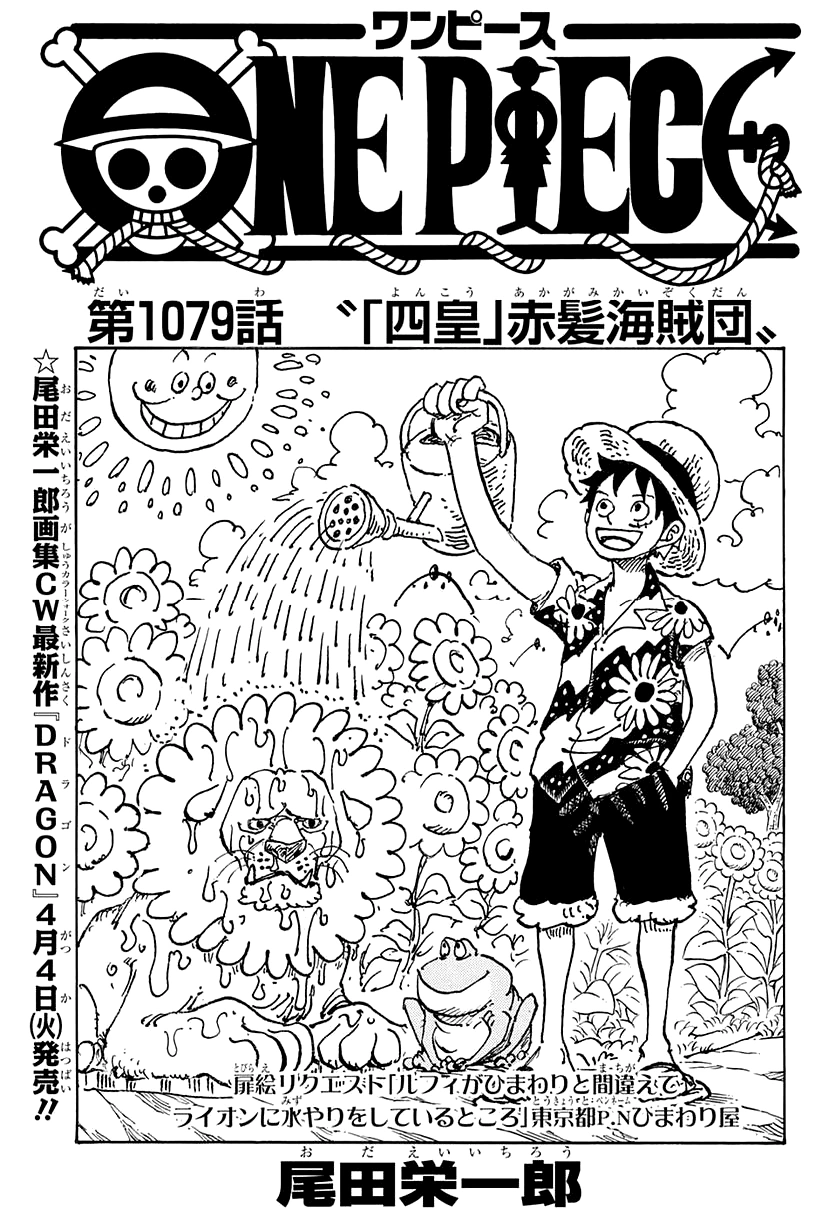 ワンピース
ONE PIECE
第1079話 〝「四皇」赤髪海賊団〟
☆尾田栄一郎画集CW最新作『DRAGON』4月4日(火)発売!!
扉絵リクエスト「ルフィがひまわりと間違えて
ライオンに水やりをしているところ」東京都P.Nひまわり屋
尾田栄一郎